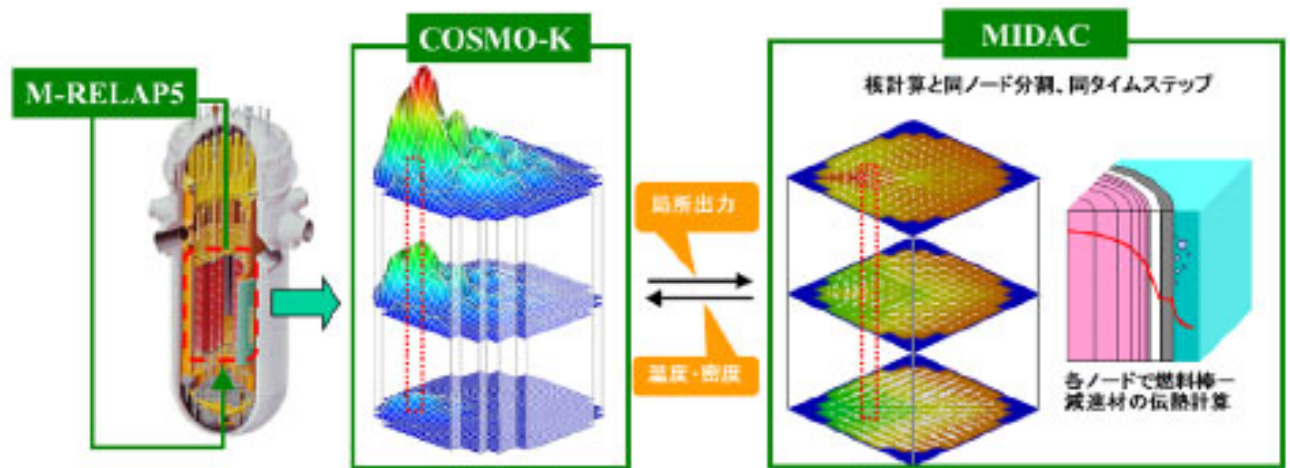 M-RELAP5
COSMO-K
MIDAC
核計算と同ノード分割、同タイムステップ
局所出力
温度・密度
各ノードで燃料棒ー
減速材の伝熱計算